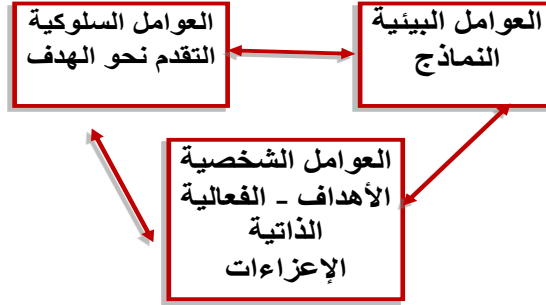 العوامل البيئية
النماذج
العوامل السلوكية
التقدم نحو الهدف
العوامل الشخصية
الأهداف - الفعالية
الذاتية
الإعزاءات